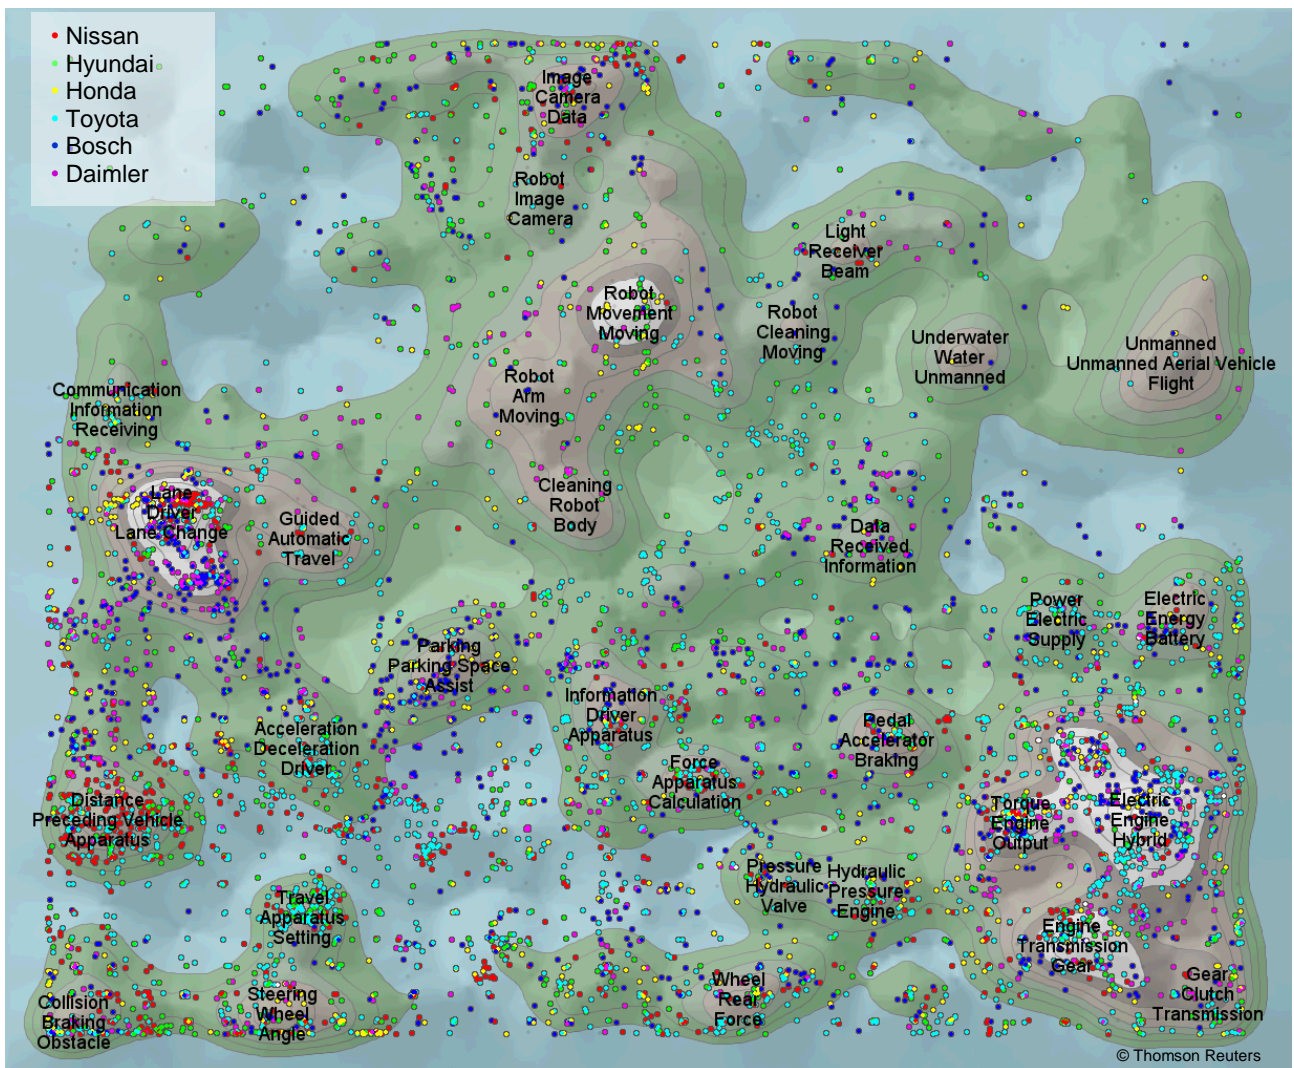 Nissan
Hyundai
Honda
Toyota
Bosch
Daimler
Image
Camera
Data
Robot
Image
Camera
Light
Receiver
Beam
Robot
Movement
Moving
Robot
Cleaning
Moving
Underwater
Water
Unmanned
Unmanned
Unmanned Aerial Vehicle
Flight
Communication
Information
Receiving
Robot
Arm
Moving
Cleaning
Robot
Body
Lane
Driver
Lane Change
Guided
Automatic
Travel
Data
Received
Information
Power
Electric
Supply
Electric
Energy
Battery
Parking
Parking Space
Assist
Information
Driver
Apparatus
Acceleration
Deceleration
Driver
Pedal
Accelerator
Braking
Force
Apparatus
Calculation
Distance
Preceding Vehicle
Apparatus
Torque
Engine
Output
Electric
Engine
Hybrid
Pressure
Hydraulic
Valve
Hydraulic
Pressure
Engine
Travel
Apparatus
Setting
Engine
Transmission
Gear
Collision
Braking
Obstacle
Steering
Wheel
Angle
Wheel
Rear
Force
Gear
Clutch
Transmission
© Thomson Reuters